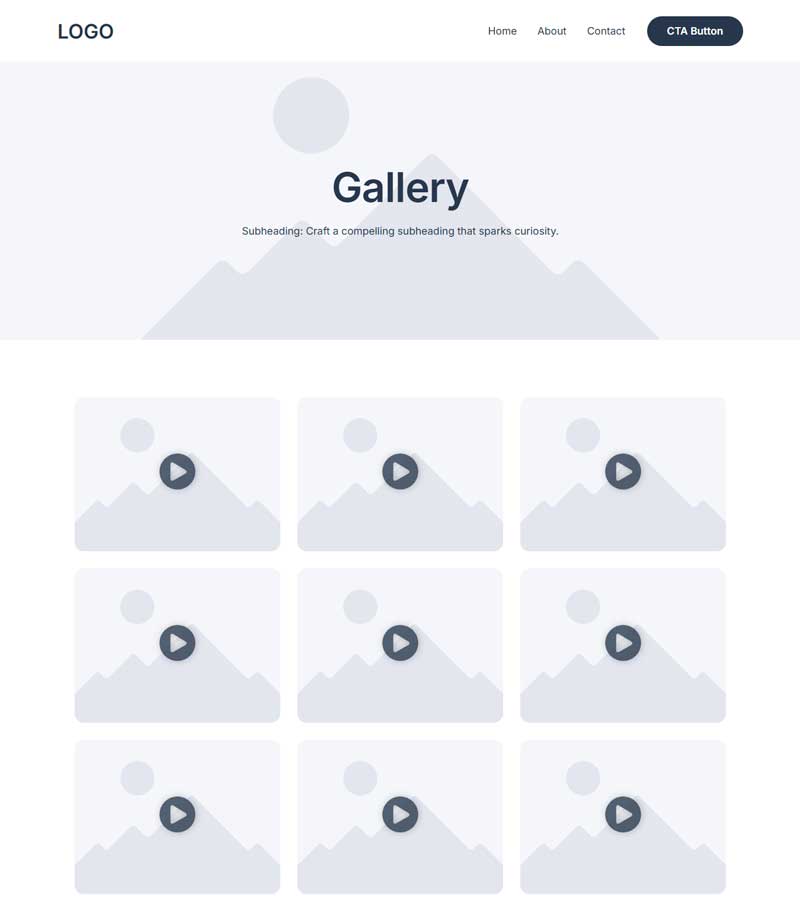 LOGO
Home
About
Contact
CTA Button
Gallery
Subheading: Craft a compelling subheading that sparks curiosity.